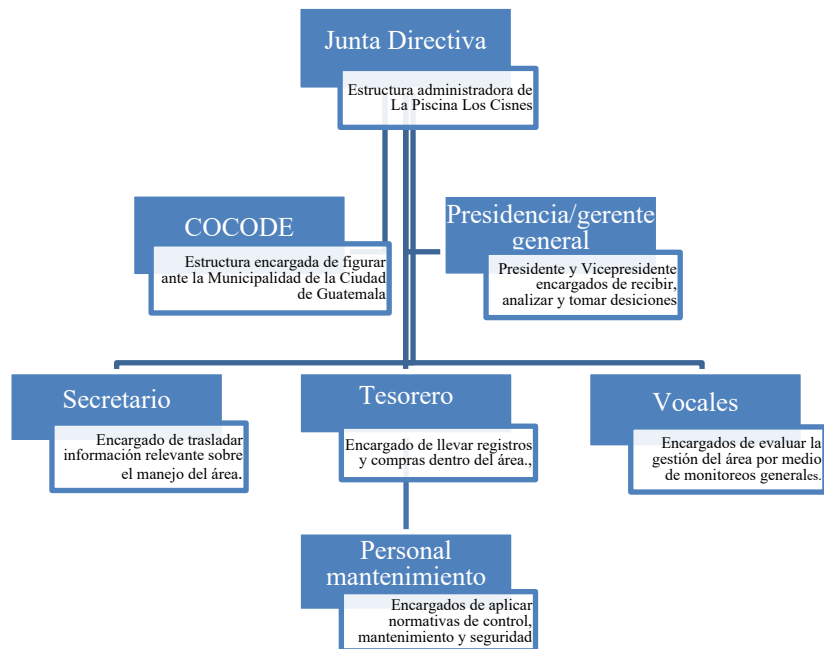 Junta Directiva
Estructura administradora de
La Piscina Los Cisnes
COCODE
Estructura encargada de figurar
ante la Municipalidad de la Ciudad
de Guatemala
Presidencia/gerente
general
Presidente y Vicepresidente
encargados de recibir,
analizar y tomar desiciones
Secretario
Encargado de trasladar
información relevante sobre
el manejo del área.
Tesorero
Encargado de llevar registros
y compras dentro del área.,
Vocales
Encargados de evaluar la
gestión del área por medio
de monitoreos generales.
Personal
mantenimiento
Encargados de aplicar
normativas de control,
mantenimiento y seguridad